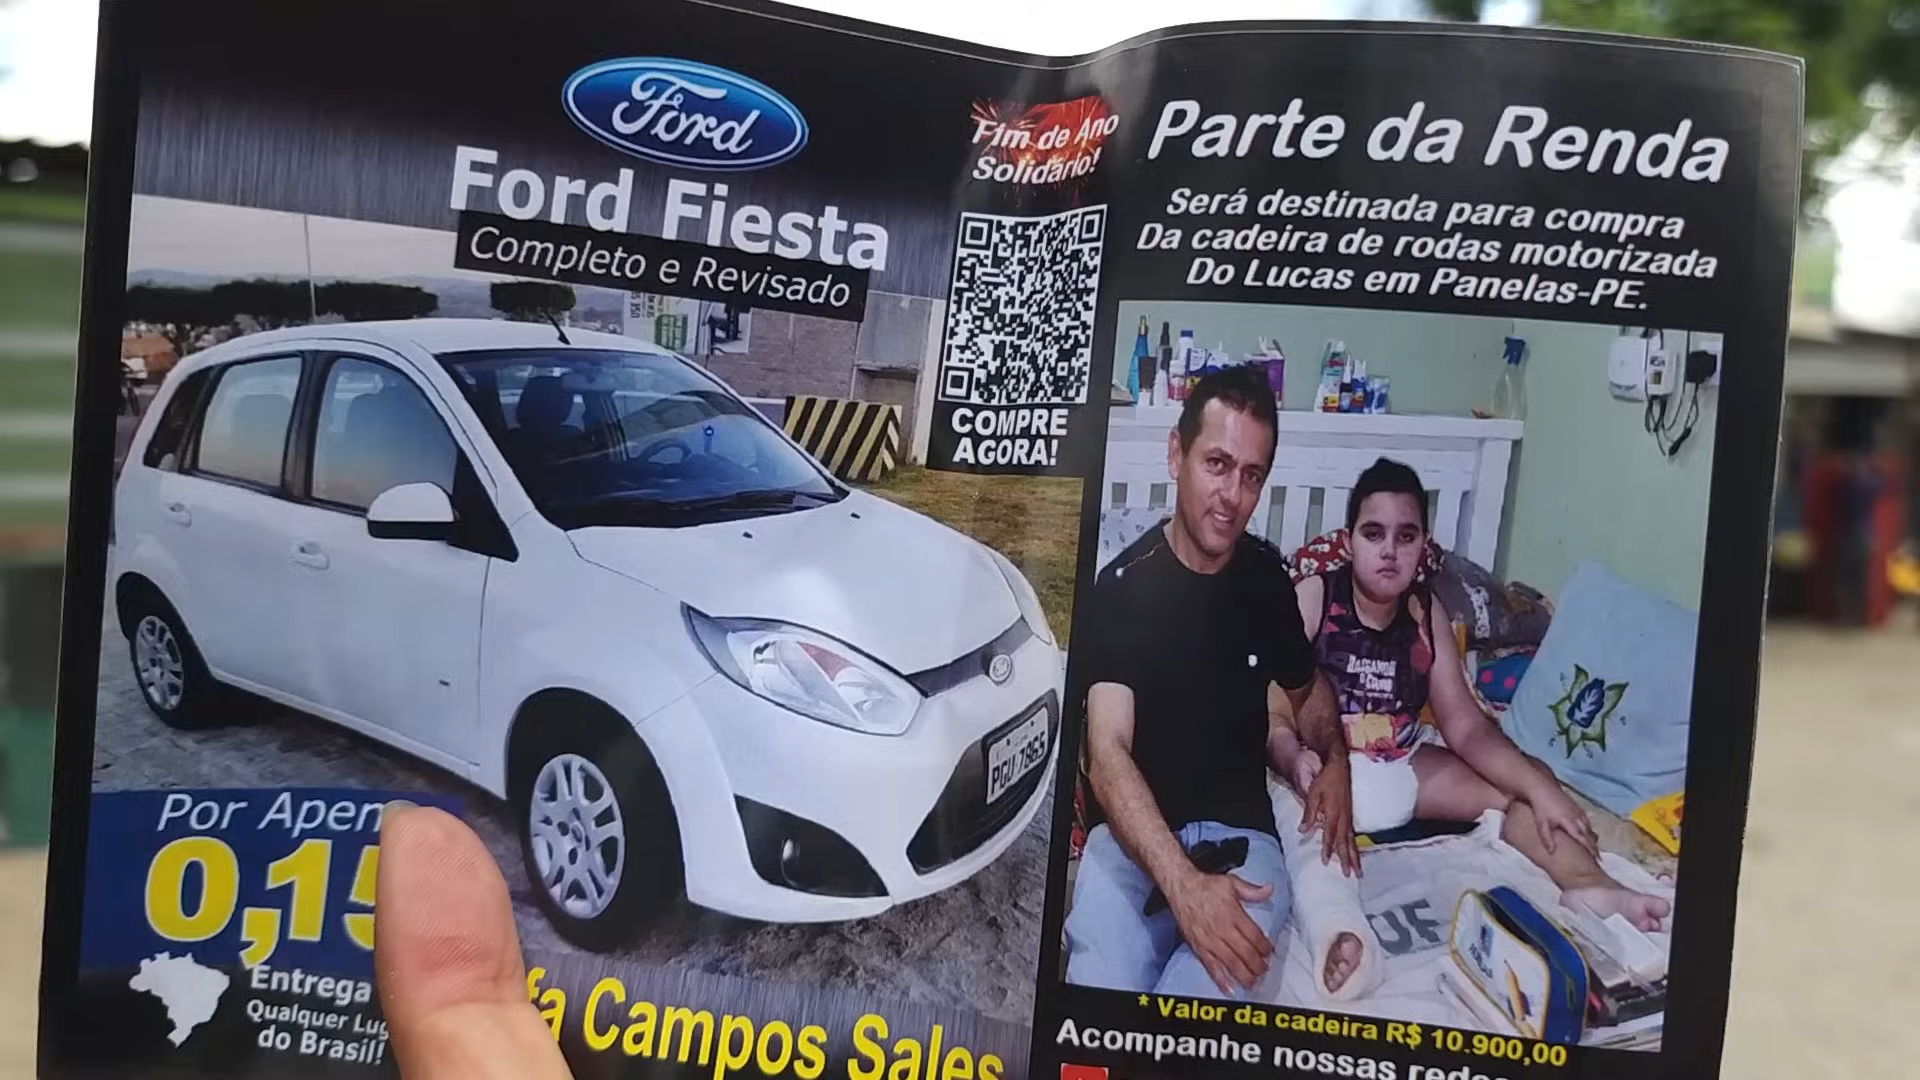 Ford
Ford Fiesta
Completo e Revisado
Fim de Ano
Solidário!
COMPRE
AGORA!
PGU 7865
Por
0,15
Entrega
Qualquer
do Brasil!
Campos Sales
Parte da Renda
Será destinada para compra
Da cadeira de rodas motorizada
Do Lucas em Panelas-PE.
* Valor da cadeira R$ 10.900,00
Acompanhe nossas